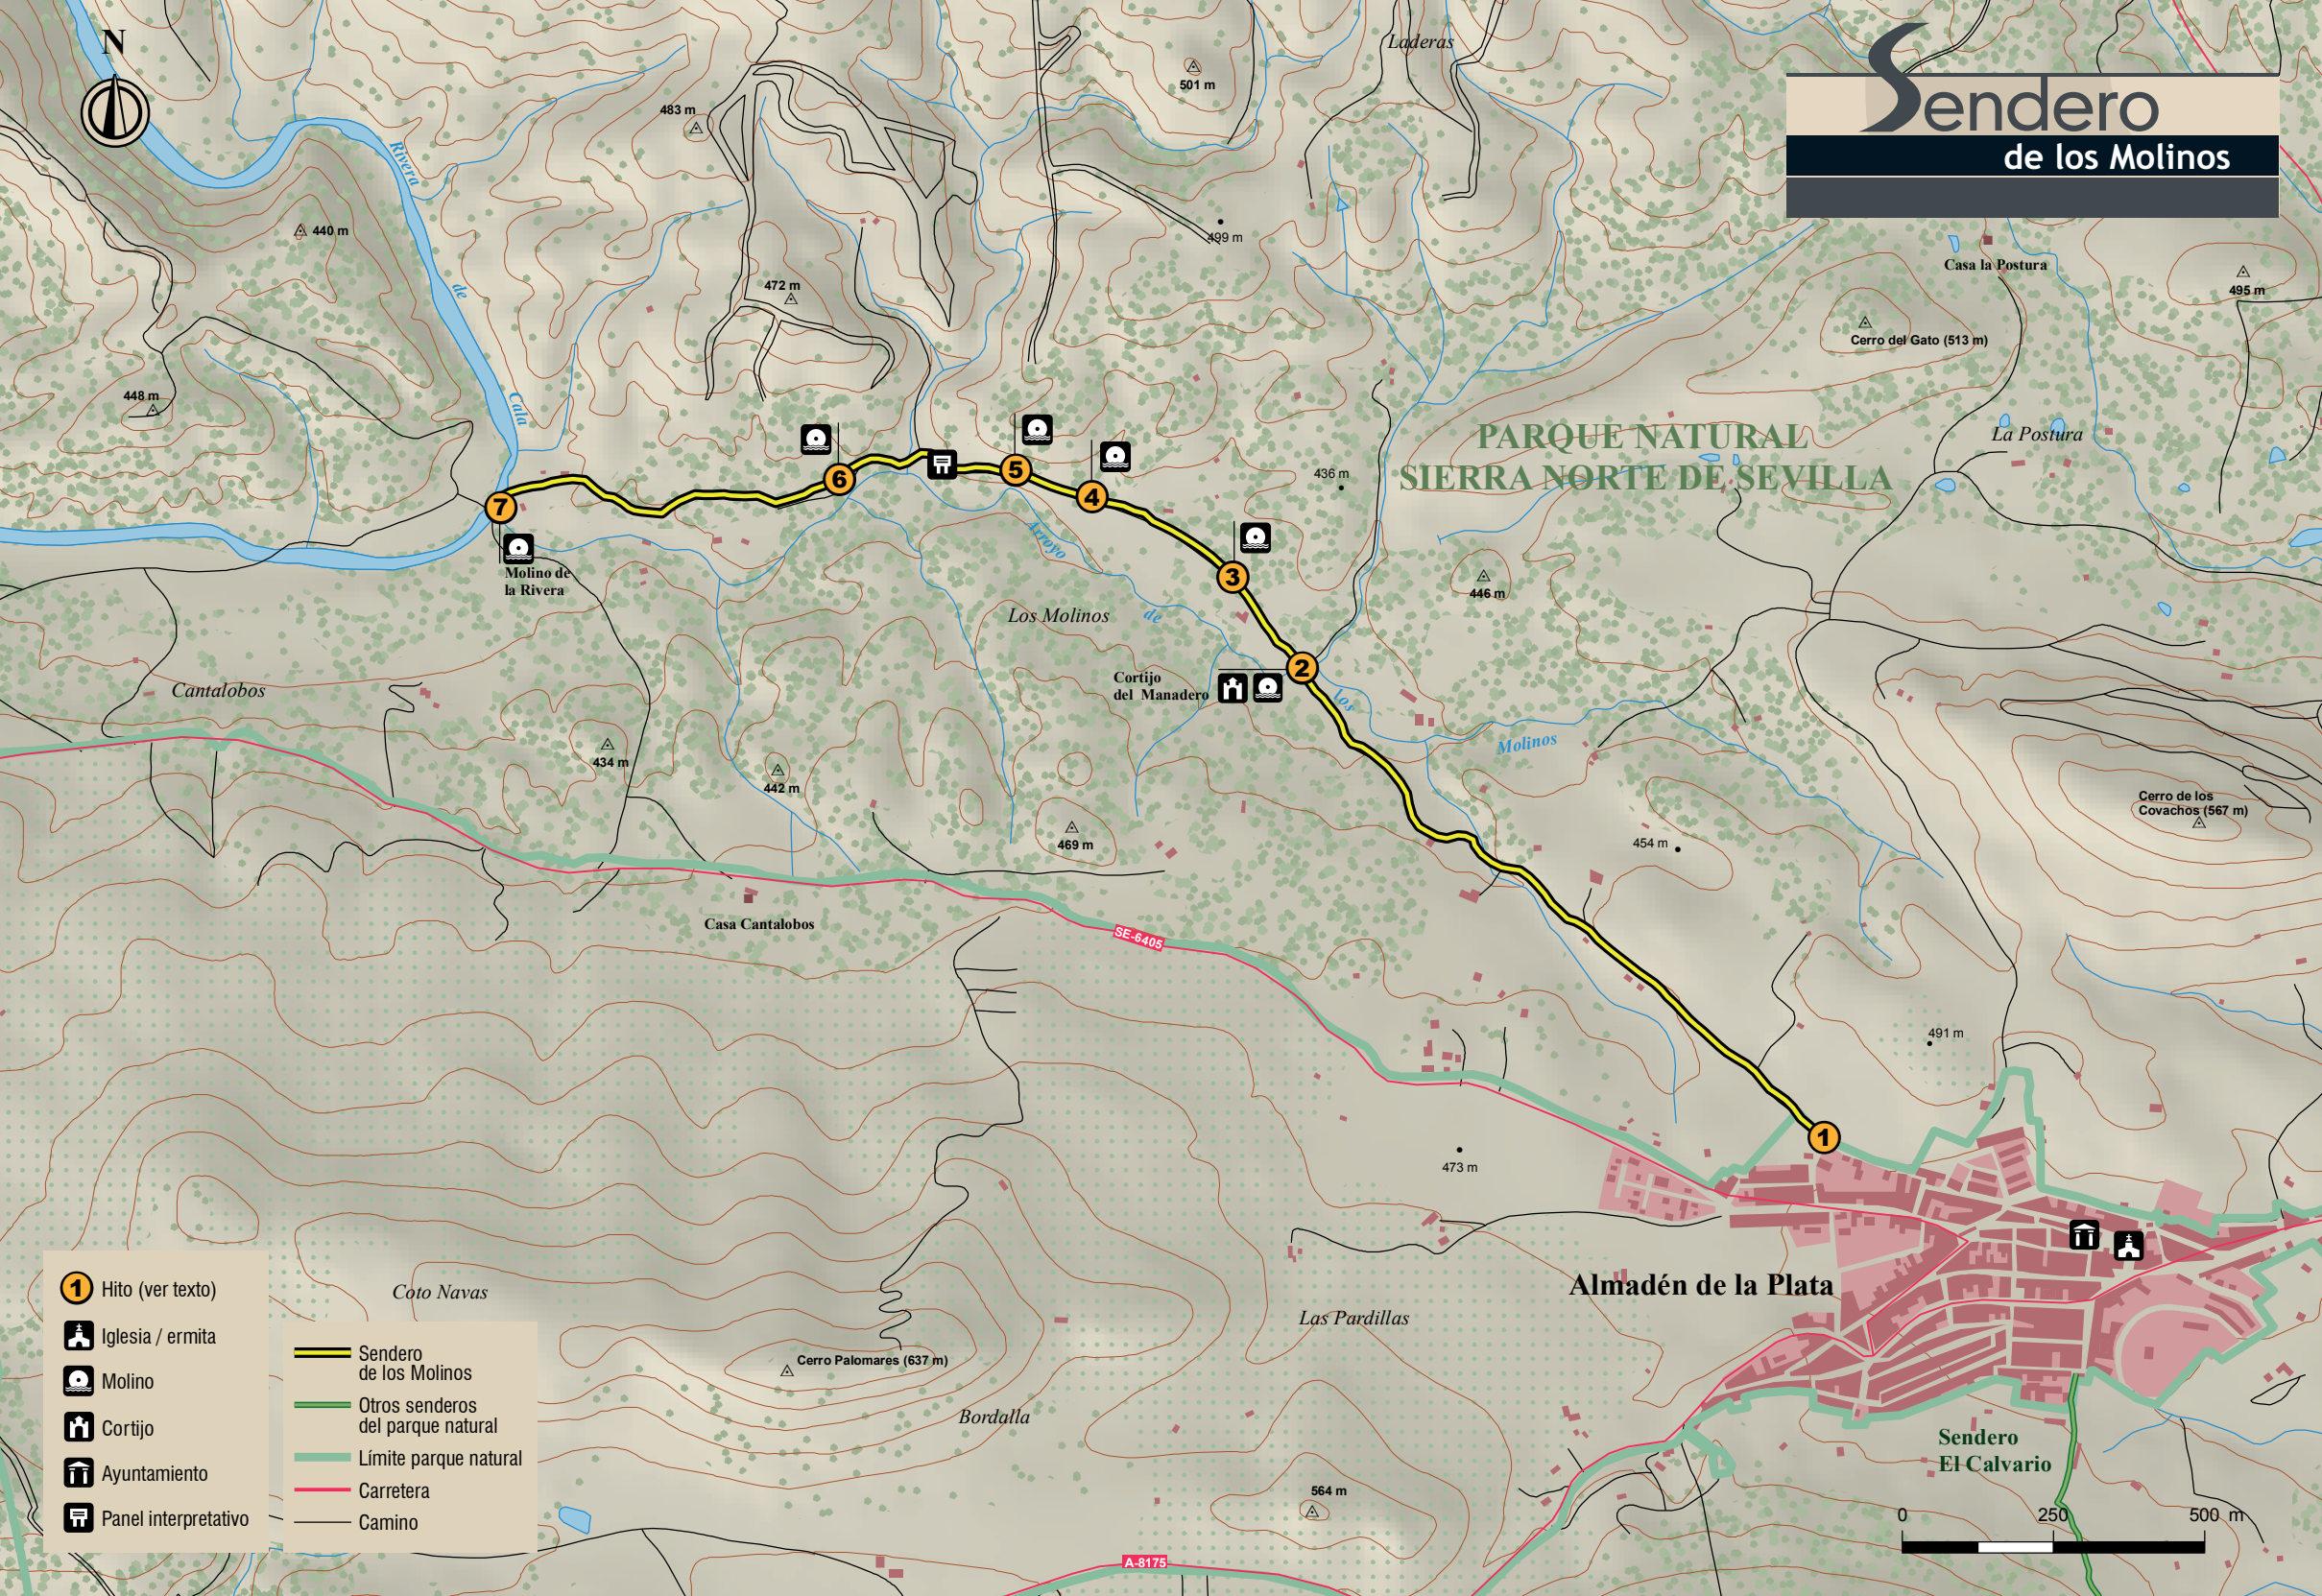 N
Sendero
de los Molinos
Laderas
501 m
483 m
Rivera
de
Cala
440 m
499 m
472 m
Casa la Postura
495 m
Cerro del Gato (513 m)
448 m
La Postura
PARQUE NATURAL
SIERRA NORTE DE SEVILLA
436 m
7
6
5
4
3
2
1
Arroyo
de
Los
Molinos
Molino de
la Rivera
446 m
Los Molinos
Cortijo
del Manadero
Cantalobos
434 m
442 m
469 m
454 m
Cerro de los
Covachos (567 m)
Casa Cantalobos
SE-6405
491 m
473 m
Almadén de la Plata
Coto Navas
Las Pardillas
Cerro Palomares (637 m)
Bordalla
564 m
A-8175
Sendero
El Calvario
0 250 500 m
1 Hito (ver texto)
Iglesia / ermita
Molino
Cortijo
Ayuntamiento
Panel interpretativo
Sendero
de los Molinos
Otros senderos
del parque natural
Límite parque natural
Carretera
Camino